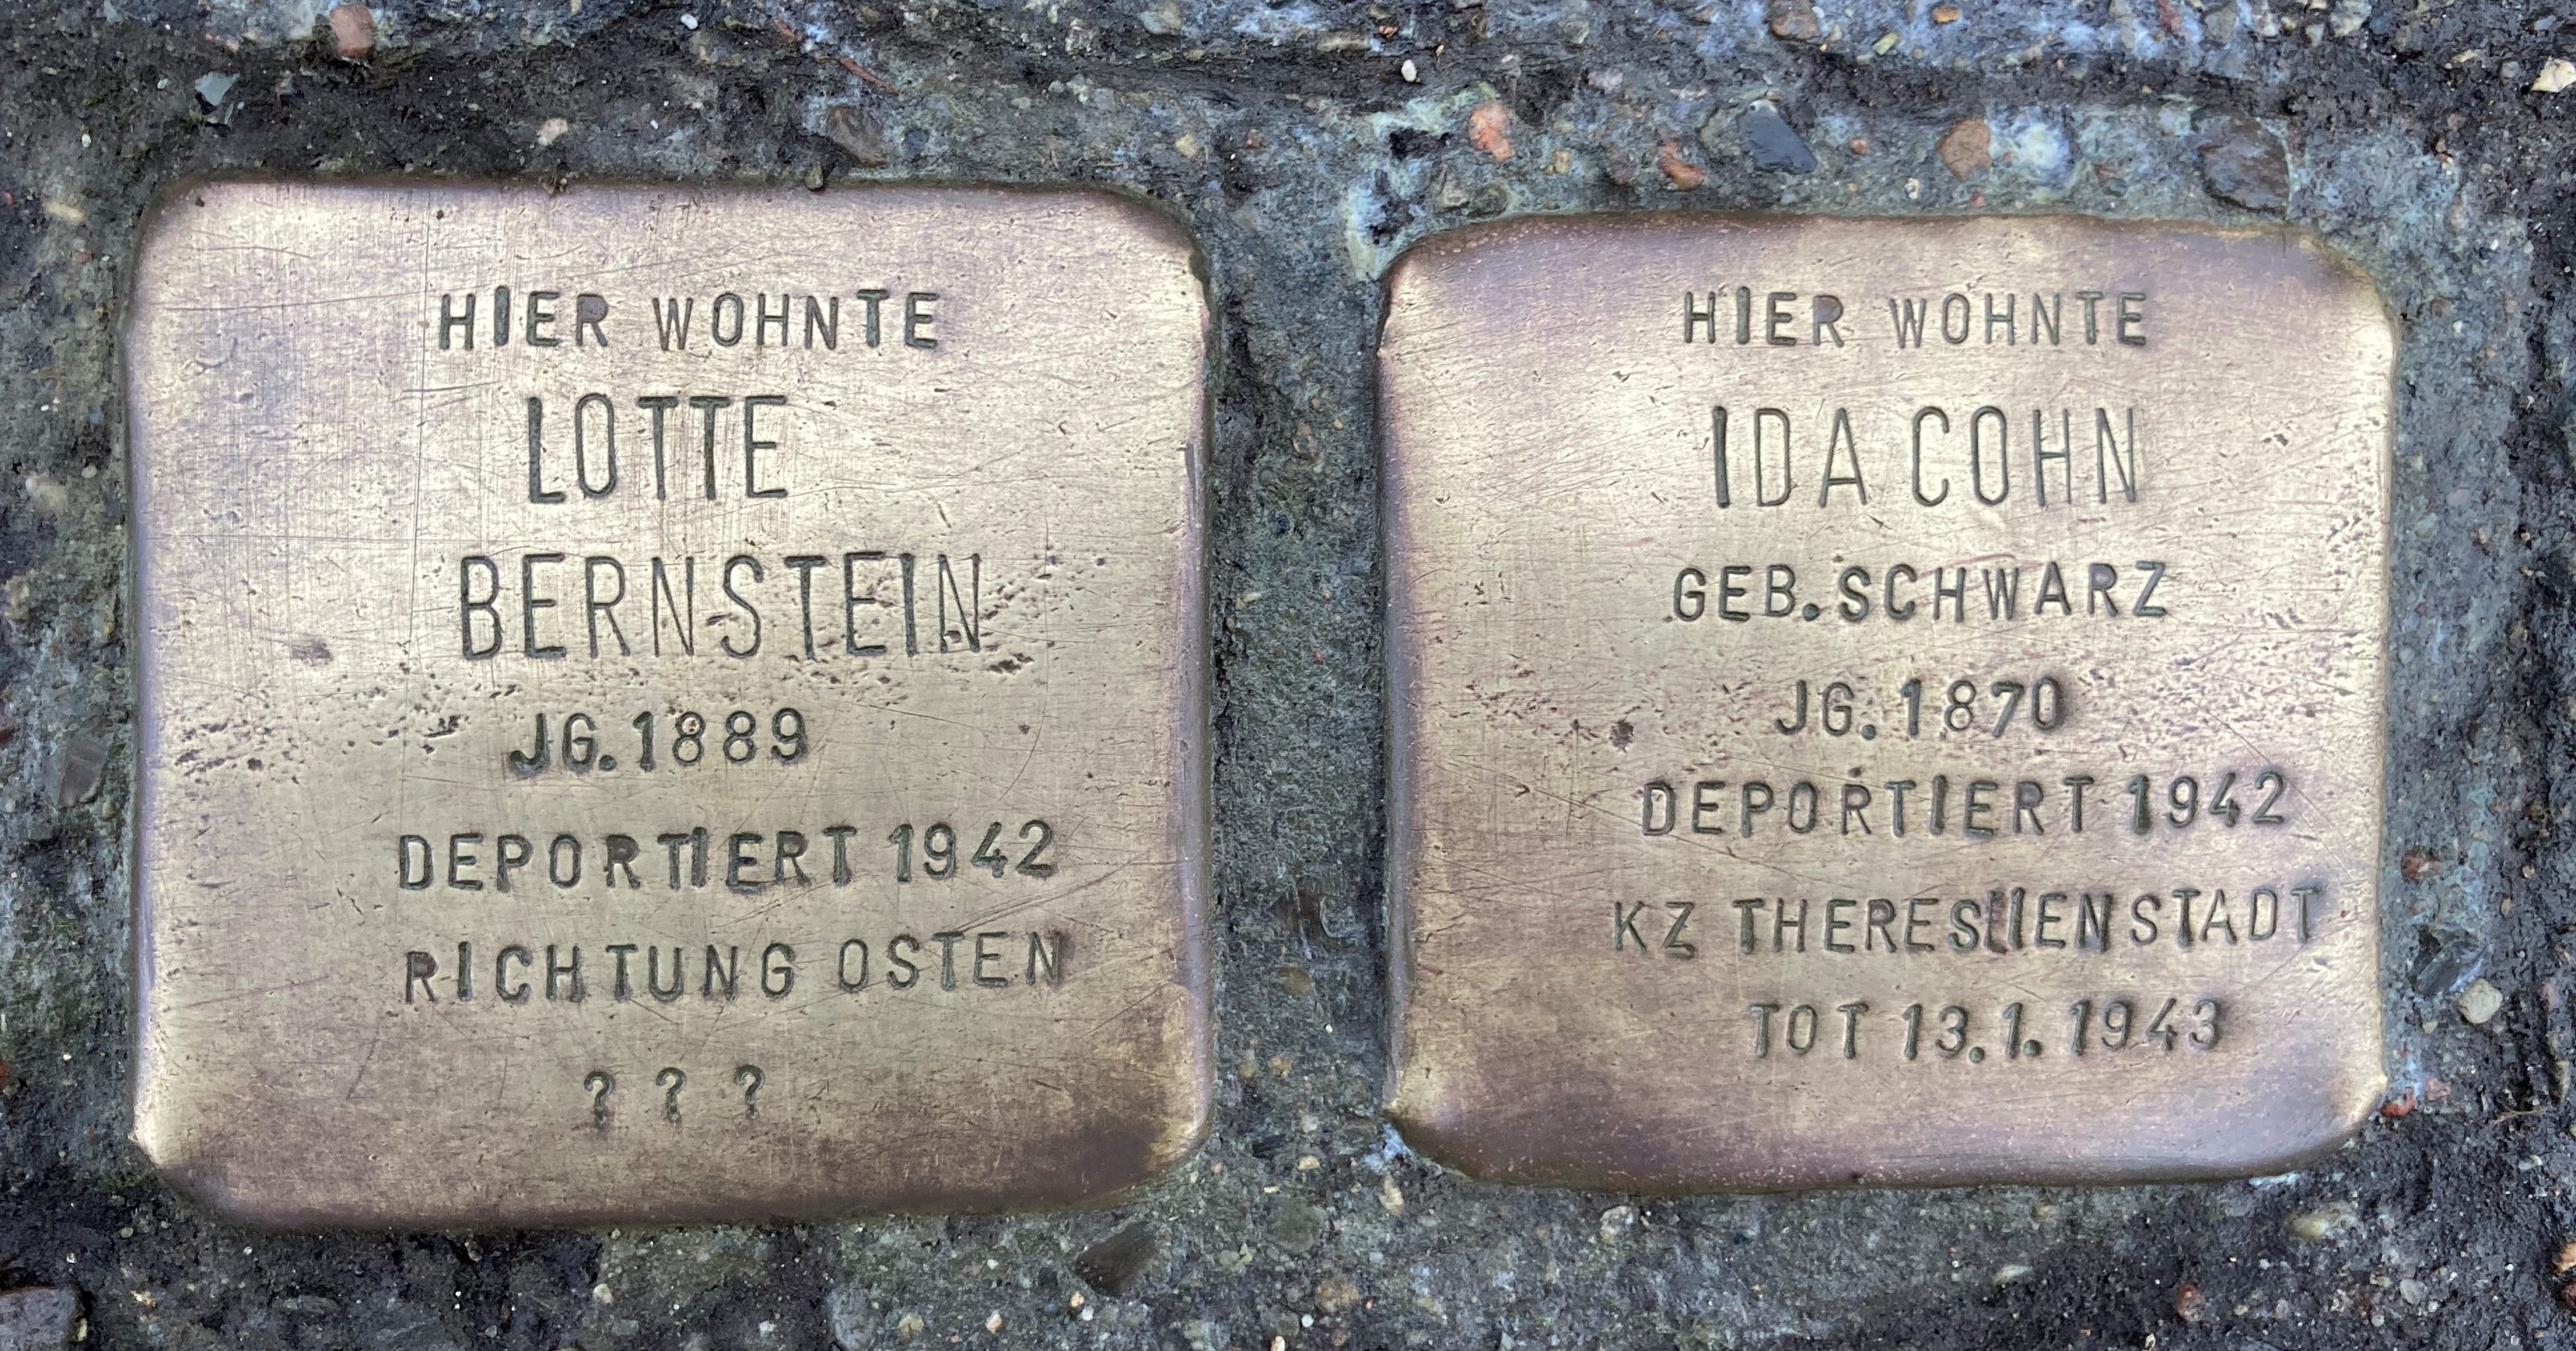 HIER WOHNTE
LOTTE
BERNSTEIN
JG. 1889
DEPORTIERT 1942
RICHTUNG OSTEN
? ? ?
HIER WOHNTE
IDA COHN
GEB. SCHWARZ
JG. 1870
DEPORTIERT 1942
KZ THERESIENSTADT
TOT 13.1.1943